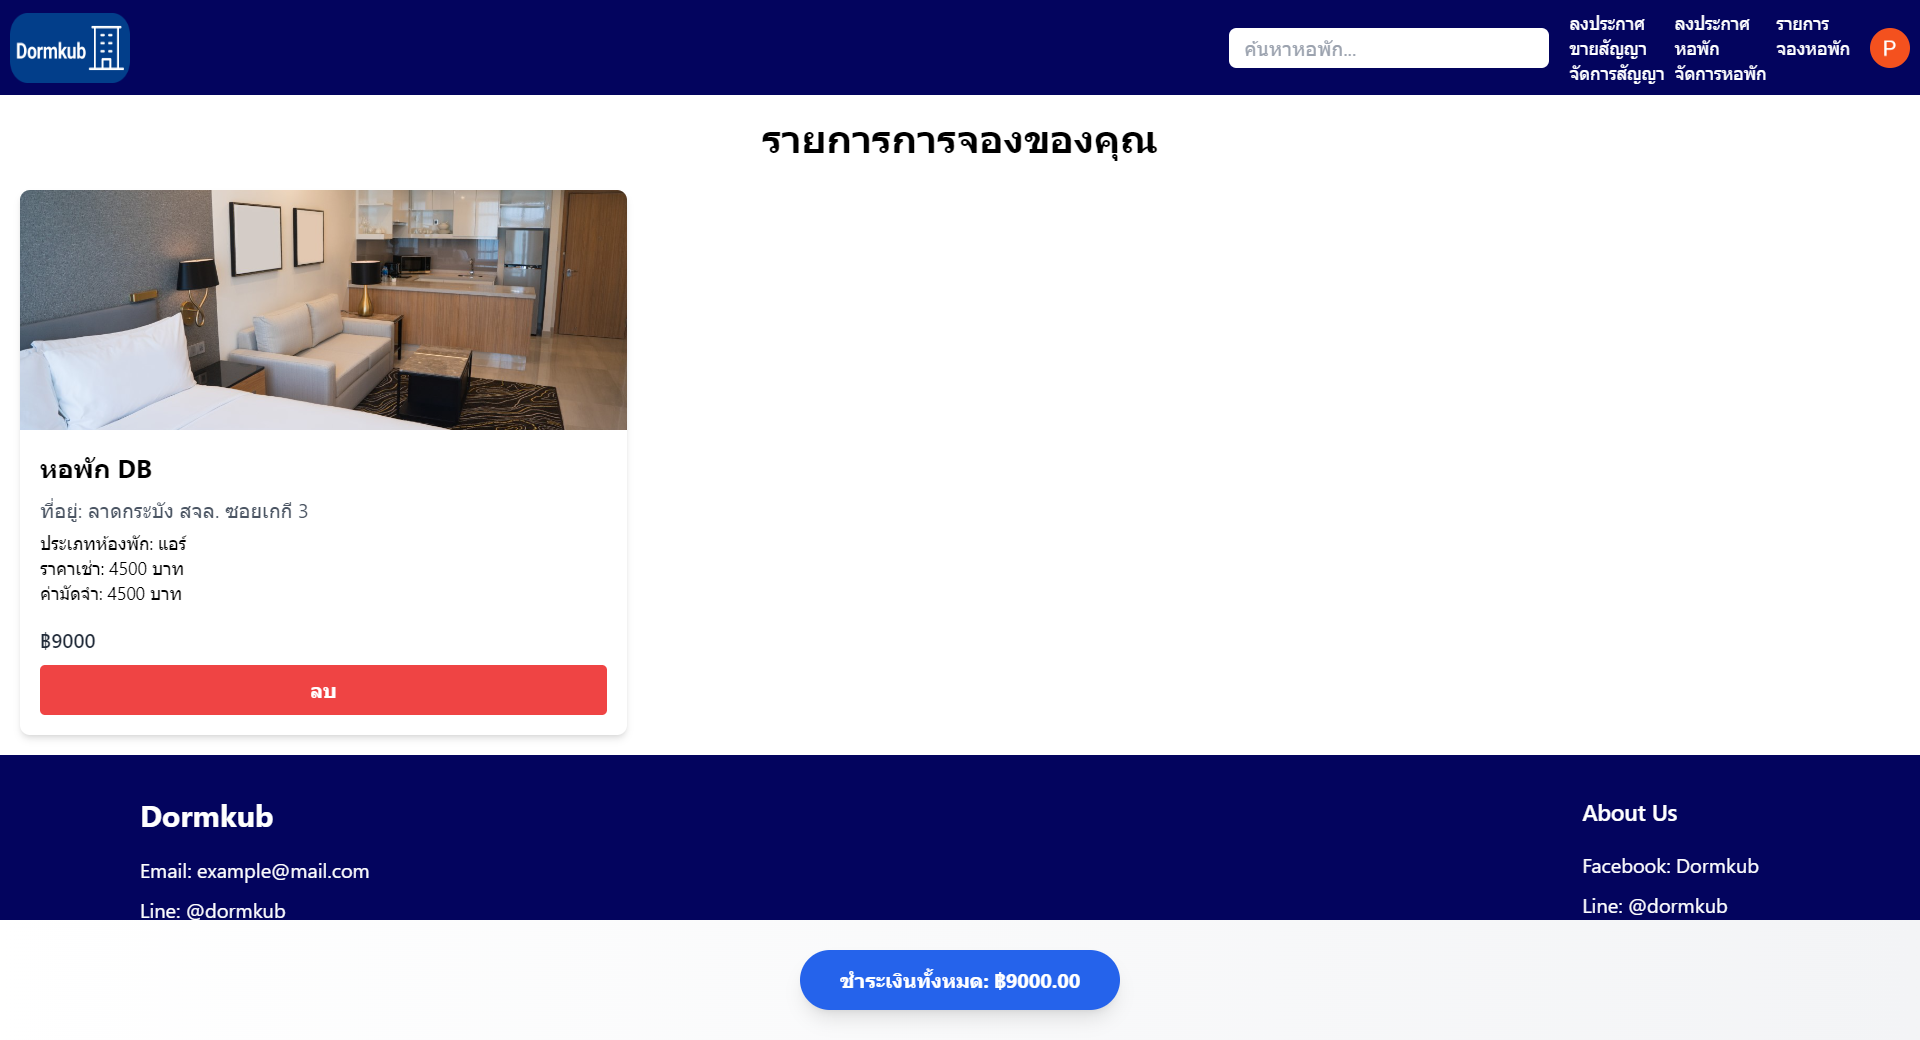 Dormkub
ค้นหาหอพัก...
ลงประกาศ
ขายสัญญา
จัดการสัญญา
ลงประกาศ
หอพัก
จัดการหอพัก
รายการ
จองหอพัก
P
รายการการจองของคุณ
หอพัก DB
ที่อยู่: ลาดกระบัง สจล. ซอยเกกี 3
ประเภทห้องพัก: แอร์
ราคาเช่า: 4500 บาท
ค่ามัดจำ: 4500 บาท
฿9000
ลบ
Dormkub
Email: example@mail.com
Line: @dormkub
About Us
Facebook: Dormkub
Line: @dormkub
ชำระเงินทั้งหมด: ฿9000.00